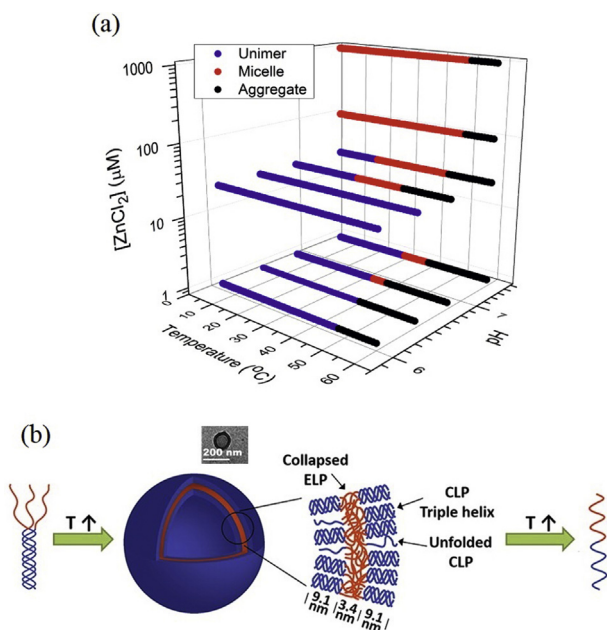 (a)
Unimer
Micelle
Aggregate
[ZnCl2] (μM)
1000
100
10
1
0
10
20
30
40
50
60
Temperature (⁰C)
6
7
pH
(b)
200 nm
T ↑
Collapsed
ELP
CLP
Triple helix
Unfolded
CLP
9.1
nm
3.4
nm
9.1
nm
T ↑